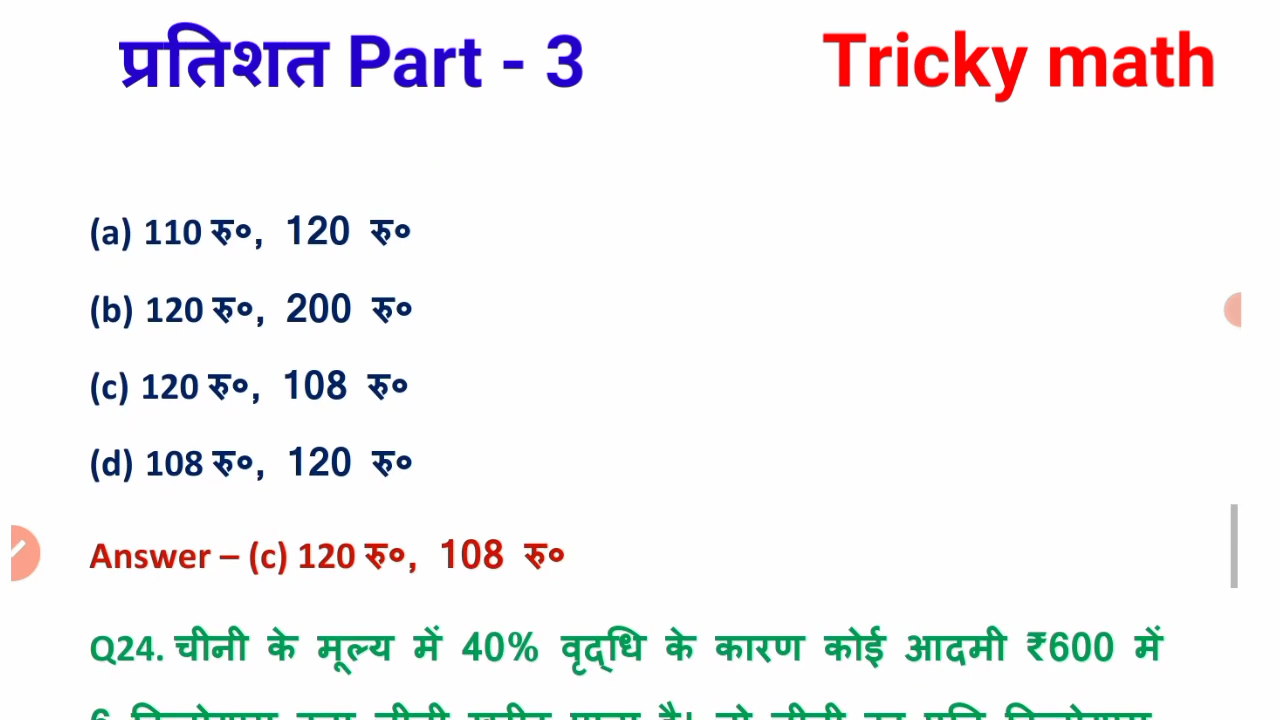 प्रतिशत Part - 3 Tricky math
(a) 110 रु०, 120 रु०
(b) 120 रु०, 200 रु०
(c) 120 रु०, 108 रु०
(d) 108 रु०, 120 रु०
Answer – (c) 120 रु०, 108 रु०
Q24. चीनी के मूल्य में 40% वृद्धि के कारण कोई आदमी ₹600 में